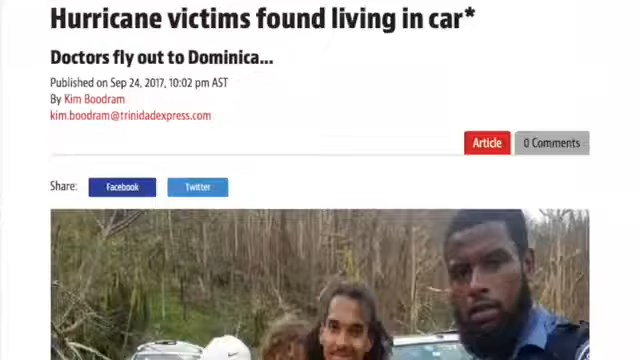 Hurricane victims found living in car*
Doctors fly out to Dominica...
Published on Sep 24, 2017, 10:02 pm AST
By Kim Boodram
kim.boodram@trinidadexpress.com
Article
0 Comments
Share:
Facebook
Twitter